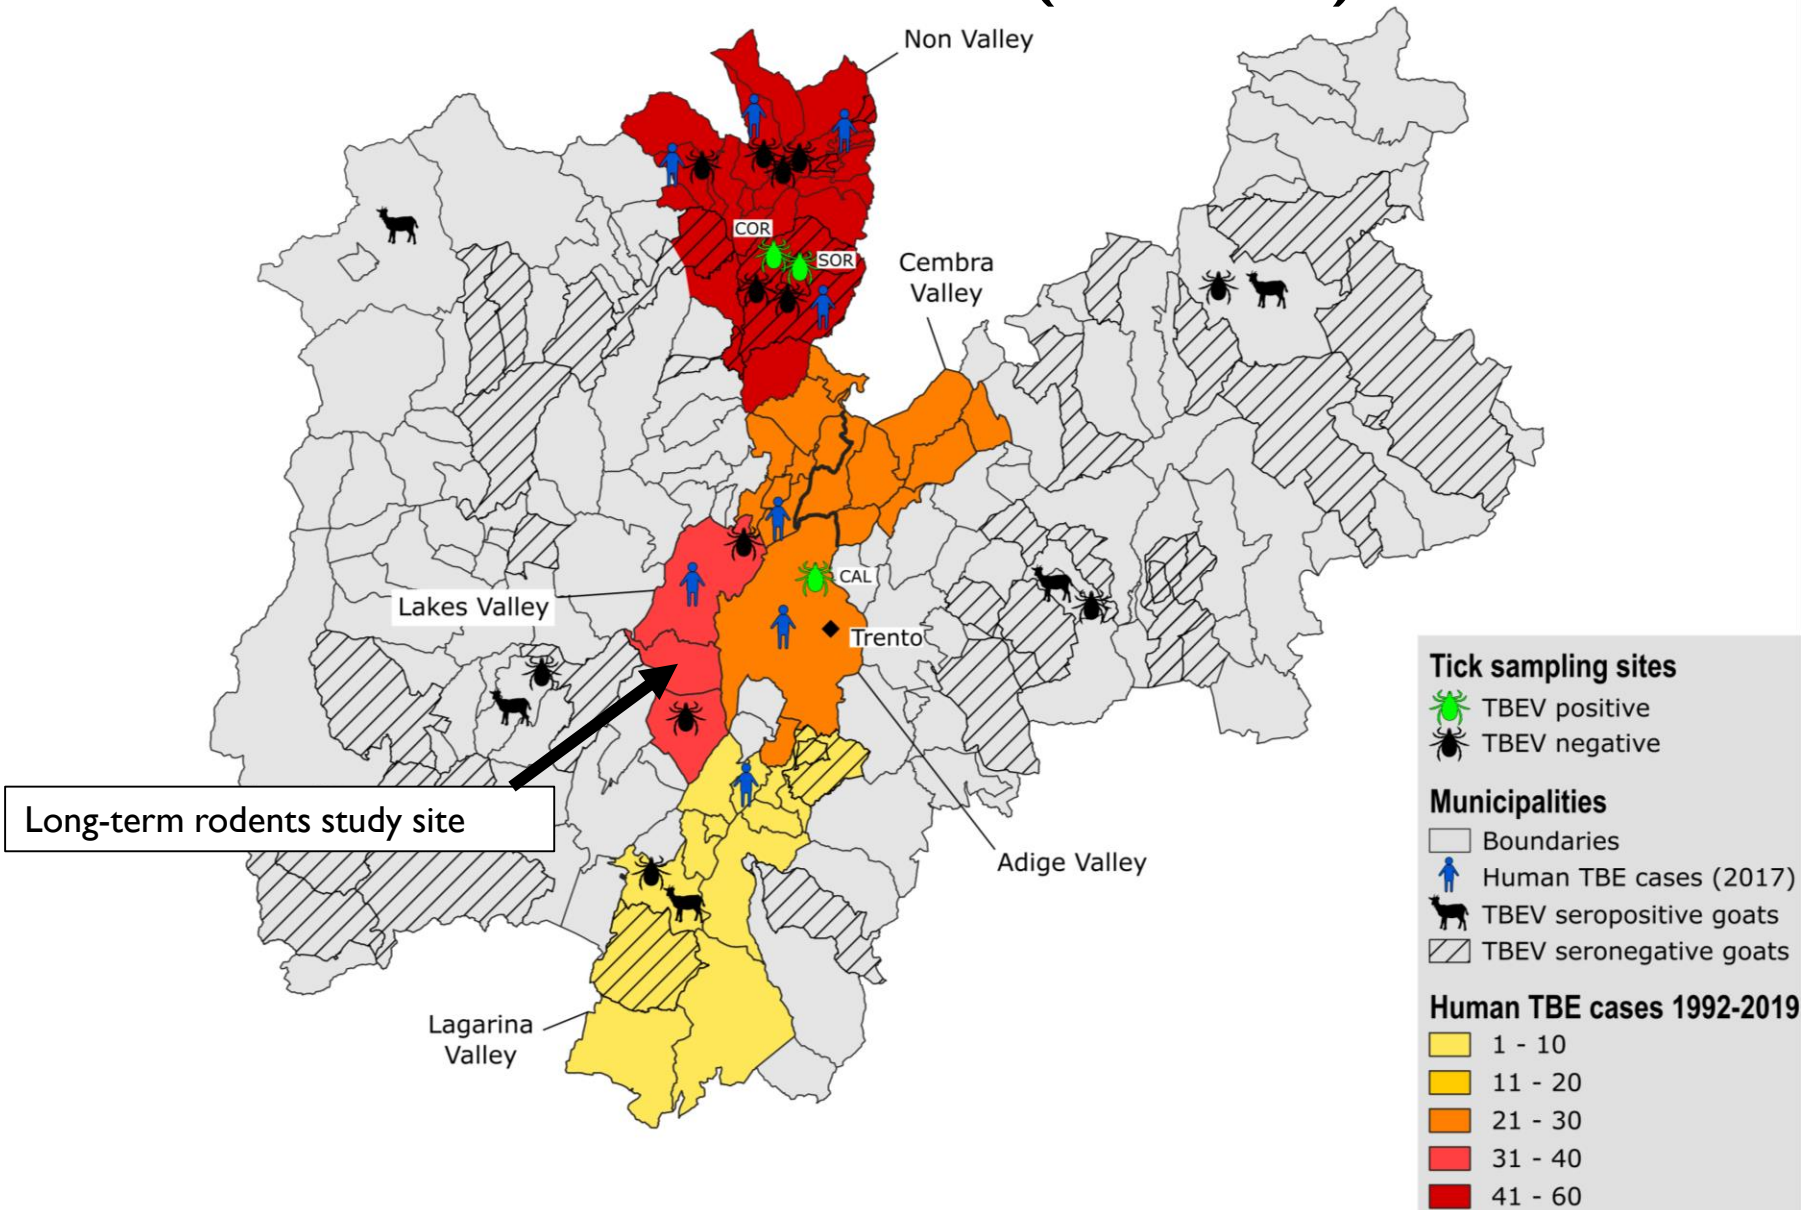 Non Valley
COR
SOR
Cembra
Valley
CAL
Lakes Valley
Trento
Long-term rodents study site
Adige Valley
Lagarina
Valley
Tick sampling sites
TBEV positive
TBEV negative
Municipalities
Boundaries
Human TBE cases (2017)
TBEV seropositive goats
TBEV seronegative goats
Human TBE cases 1992-2019
1 - 10
11 - 20
21 - 30
31 - 40
41 - 60